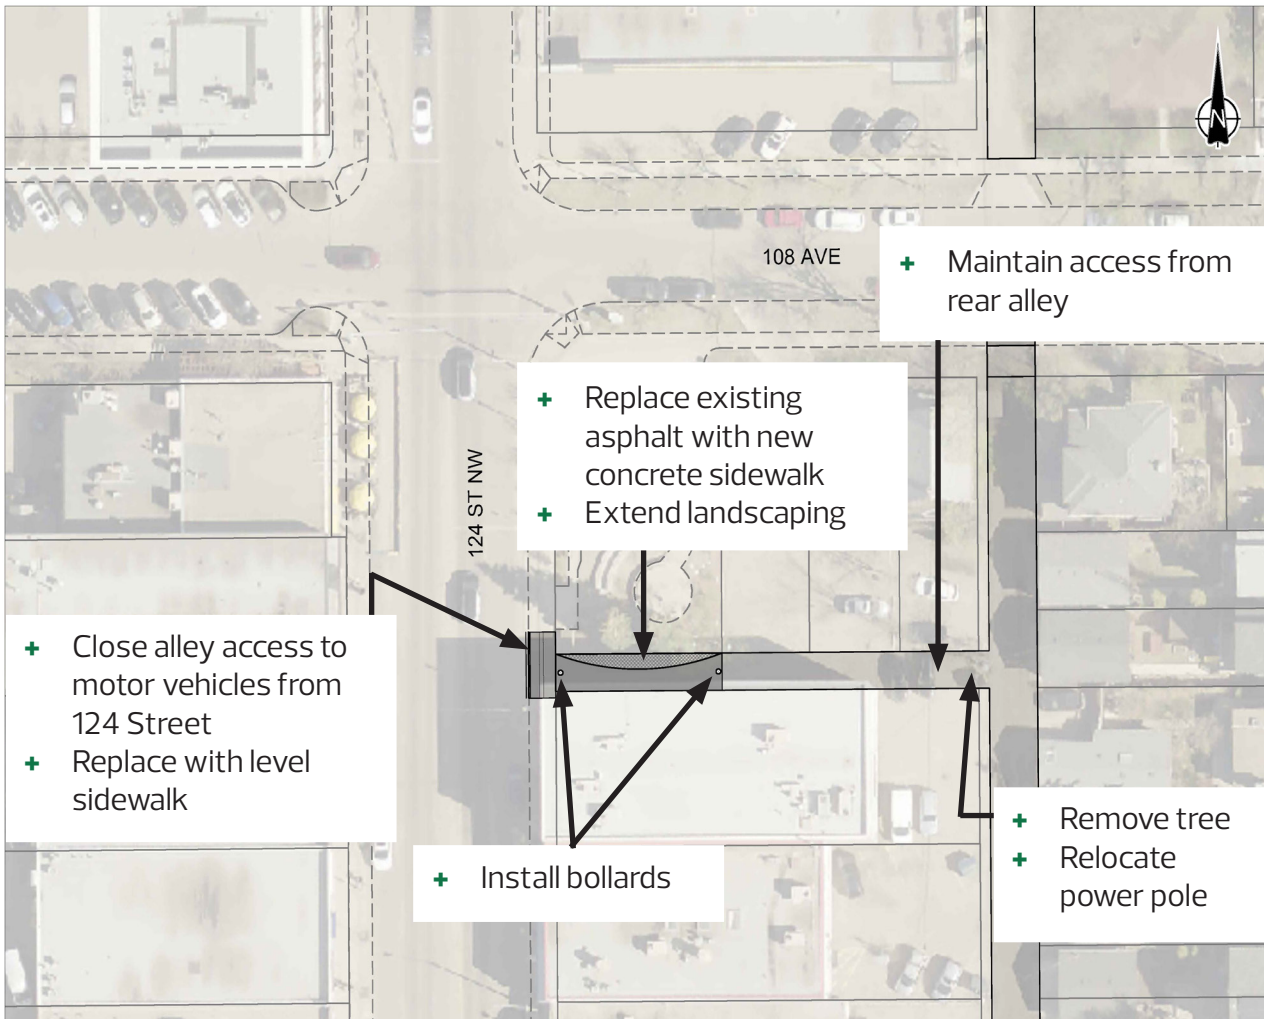 N
108 AVE
+ Maintain access from
rear alley
+ Replace existing
asphalt with new
concrete sidewalk
+ Extend landscaping
124 ST NW
+ Close alley access to
motor vehicles from
124 Street
+ Replace with level
sidewalk
+ Install bollards
+ Remove tree
+ Relocate
power pole